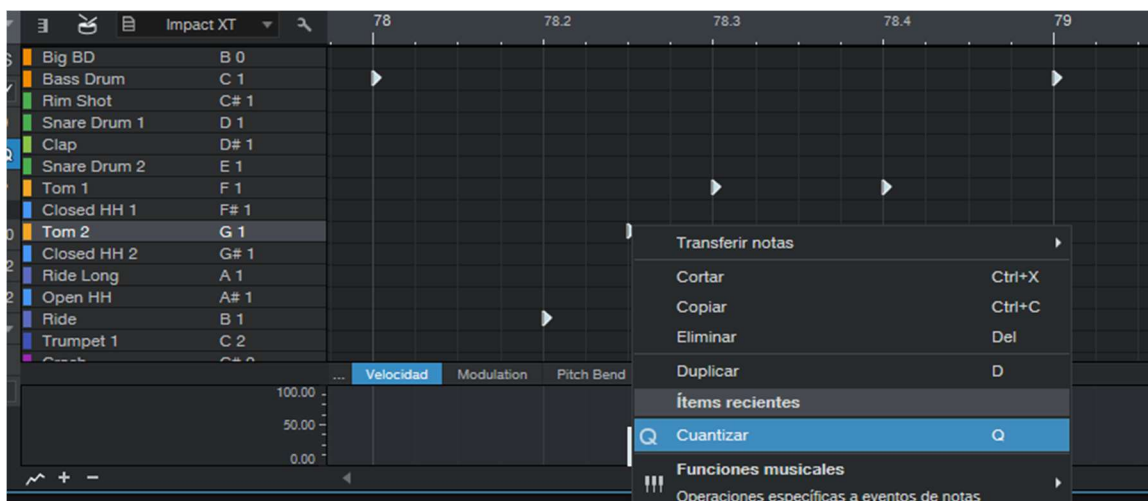 Impact XT
78 78.2 78.3 78.4 79
Big BD B 0
Bass Drum C 1
Rim Shot C# 1
Snare Drum 1 D 1
Clap D# 1
Snare Drum 2 E 1
Tom 1 F 1
Closed HH 1 F# 1
Tom 2 G 1
Closed HH 2 G# 1
Ride Long A 1
Open HH A# 1
Ride B 1
Trumpet 1 C 2
... Velocidad Modulation Pitch Bend
100.00
50.00
0.00
Transferir notas
Cortar Ctrl+X
Copiar Ctrl+C
Eliminar Del
Duplicar D
Ítems recientes
Q Cuantizar Q
Funciones musicales
Operaciones específicas a eventos de notas